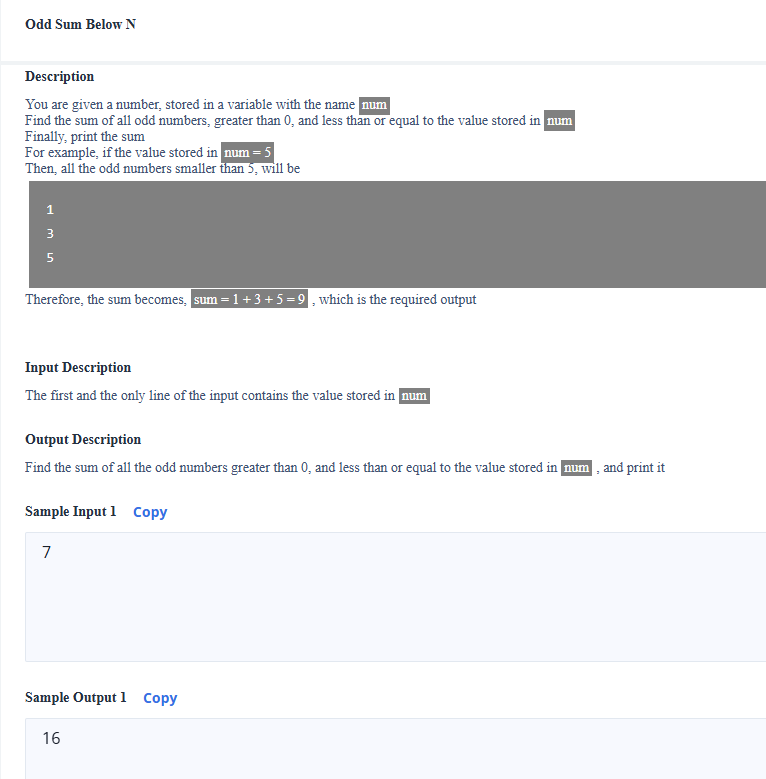 Odd Sum Below N
Description
You are given a number, stored in a variable with the name num
Find the sum of all odd numbers, greater than 0, and less than or equal to the value stored in num
Finally, print the sum
For example, if the value stored in num = 5
Then, all the odd numbers smaller than 5, will be
1
3
5
Therefore, the sum becomes, sum = 1 + 3 + 5 = 9 , which is the required output
Input Description
The first and the only line of the input contains the value stored in num
Output Description
Find the sum of all the odd numbers greater than 0, and less than or equal to the value stored in num , and print it
Sample Input 1 Copy
7
Sample Output 1 Copy
16